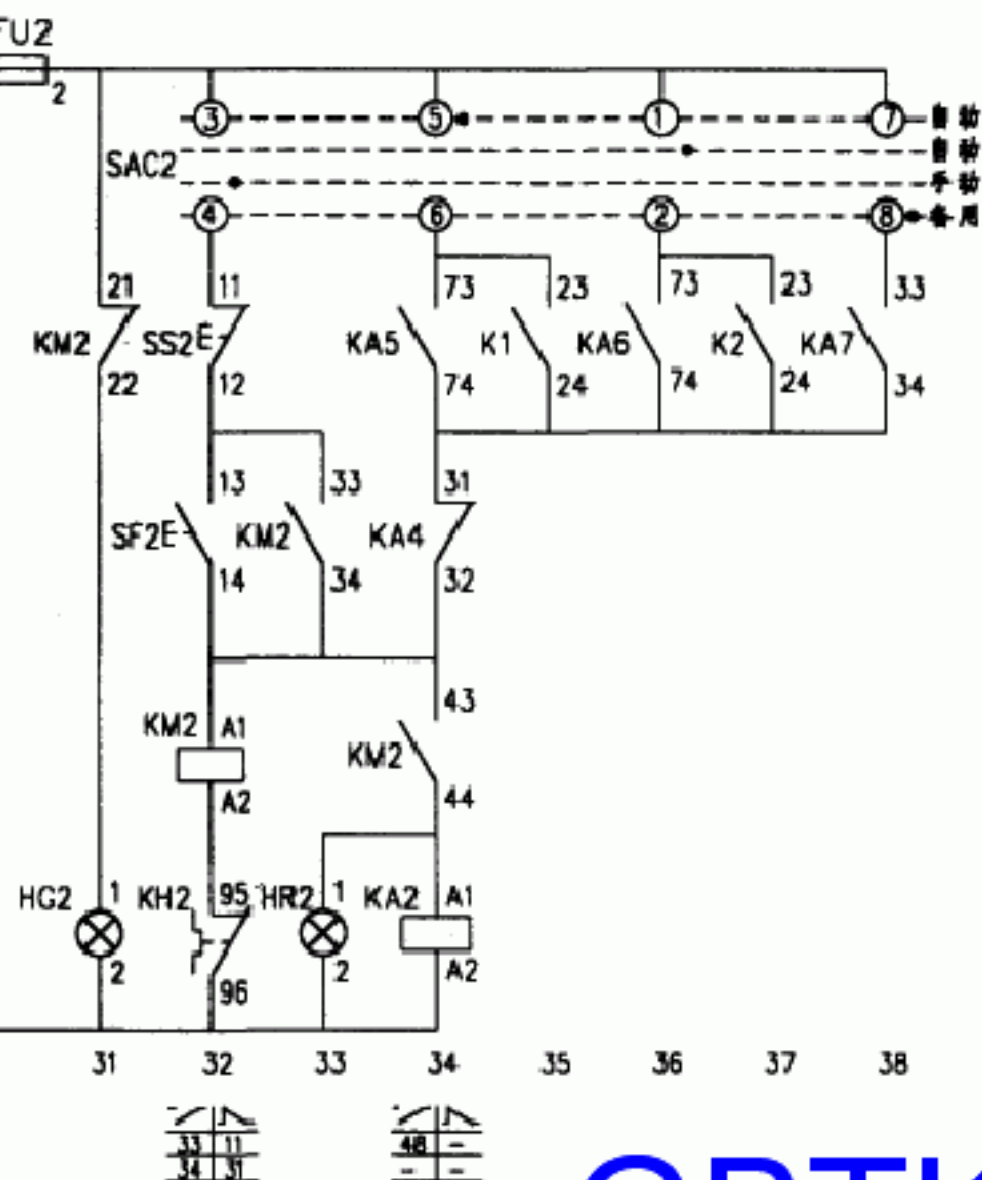 FU2
2
3 5 1 7 自动
SAC2 自动
手动
4 6 2 8 备用
21 11 73 23 73 23 33
KM2 SS2E KA5 K1 KA6 K2 KA7
22 12 74 24 74 24 34
13 33 31
SF2E KM2 KA4
14 34 32
43
KM2 A1
KM2
A2 44
HG2 1 KH2 95 HR2 1 KA2 A1
2 2 A2
96
31 32 33 34 35 36 37 38
33 11 -
34 31 - -